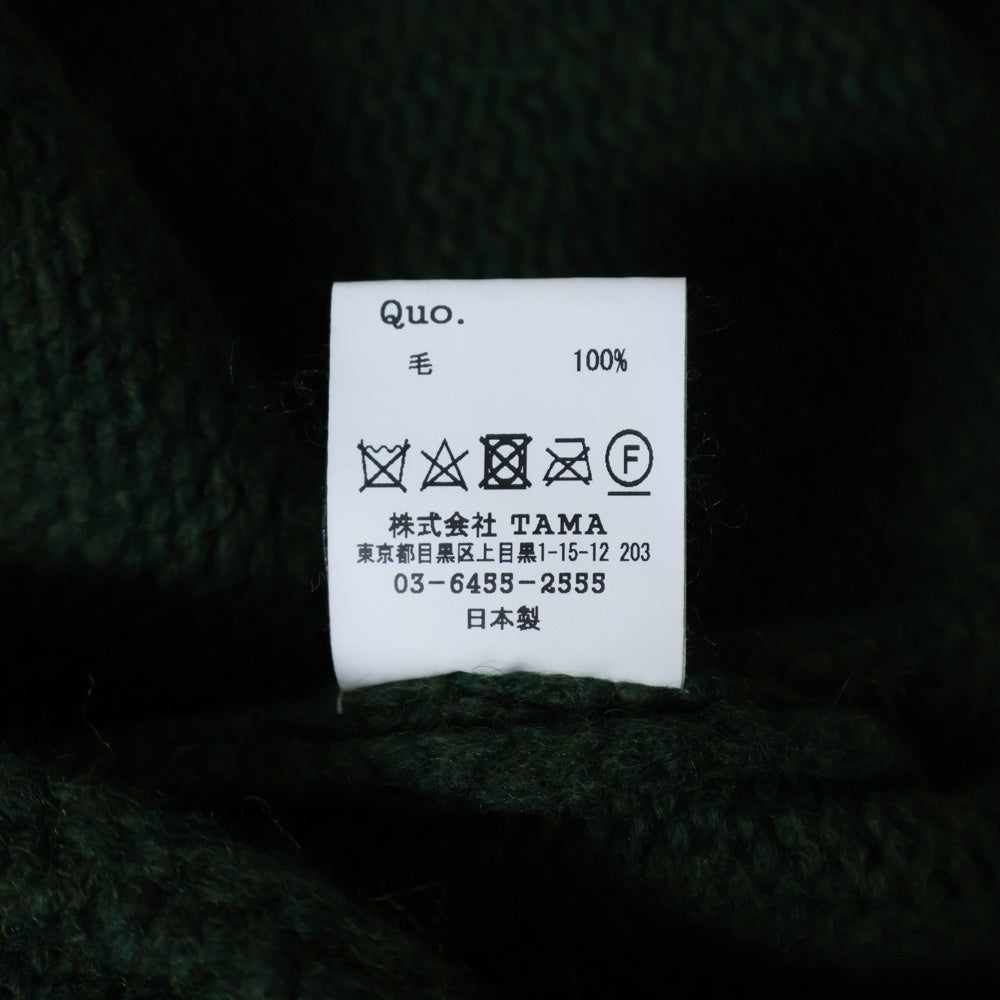 Quo.
毛 100%
F
株式会社 TAMA
東京都目黒区上目黒1-15-12 203
03-6455-2555
日本製